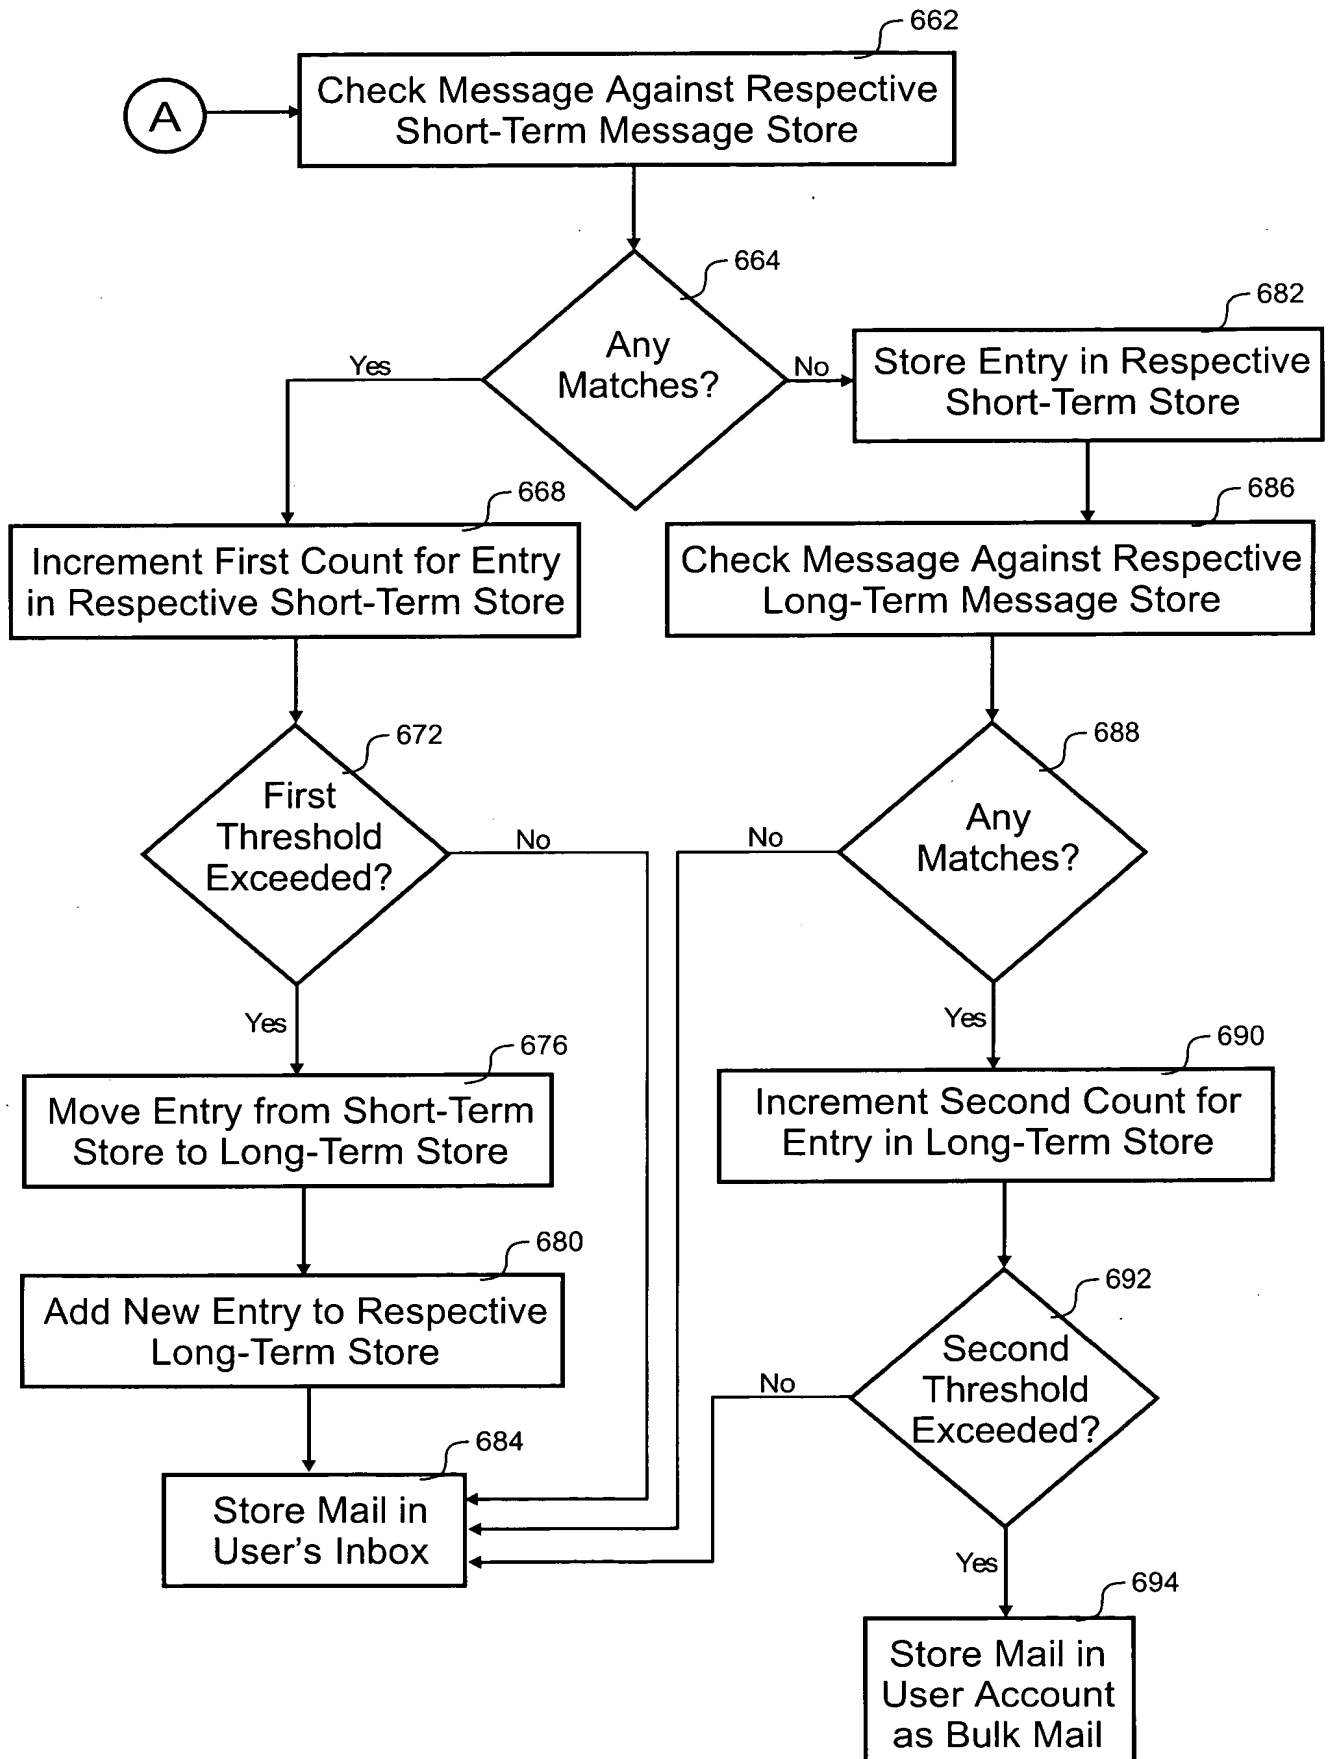 662
A
Check Message Against Respective
Short-Term Message Store
664
Any
Matches?
Yes
No
682
Store Entry in Respective
Short-Term Store
668
Increment First Count for Entry
in Respective Short-Term Store
686
Check Message Against Respective
Long-Term Message Store
672
First
Threshold
Exceeded?
No
Yes
688
Any
Matches?
No
Yes
676
Move Entry from Short-Term
Store to Long-Term Store
690
Increment Second Count for
Entry in Long-Term Store
680
Add New Entry to Respective
Long-Term Store
692
Second
Threshold
Exceeded?
No
Yes
684
Store Mail in
User's Inbox
694
Store Mail in
User Account
as Bulk Mail